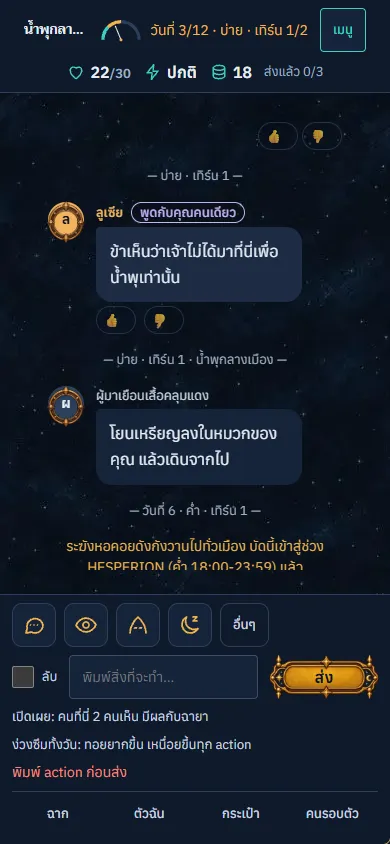 น้ำพุกลา...
วันที่ 3/12 · บ่าย · เทิร์น 1/2
เมนู
22/30 ปกติ 18 ส่งแล้ว 0/3
— บ่าย · เทิร์น 1 —
ล
ลูเซีย พูดกับคุณคนเดียว
ข้าเห็นว่าเจ้าไม่ได้มาที่นี่เพื่อ
น้ำพุเท่านั้น
— บ่าย · เทิร์น 1 · น้ำพุกลางเมือง —
ผ
ผู้มาเยือนเสื้อคลุมแดง
โยนเหรียญลงในหมวกของ
คุณ แล้วเดินจากไป
— วันที่ 6 · ค่ำ · เทิร์น 1 —
ระฆังหอคอยดังกังวานไปทั่วเมือง บัดนี้เข้าสู่ช่วง
HESPERION (ค่ำ 18:00-23:59) แล้ว
z
อื่นๆ
ลับ
พิมพ์สิ่งที่จะทำ...
ส่ง
เปิดเผย: คนที่นี่ 2 คนเห็น มีผลกับฉายา
ง่วงซึมทั้งวัน: ทอยยากขึ้น เหนื่อยขึ้นทุก action
พิมพ์ action ก่อนส่ง
ฉาก ตัวฉัน กระเป๋า คนรอบตัว